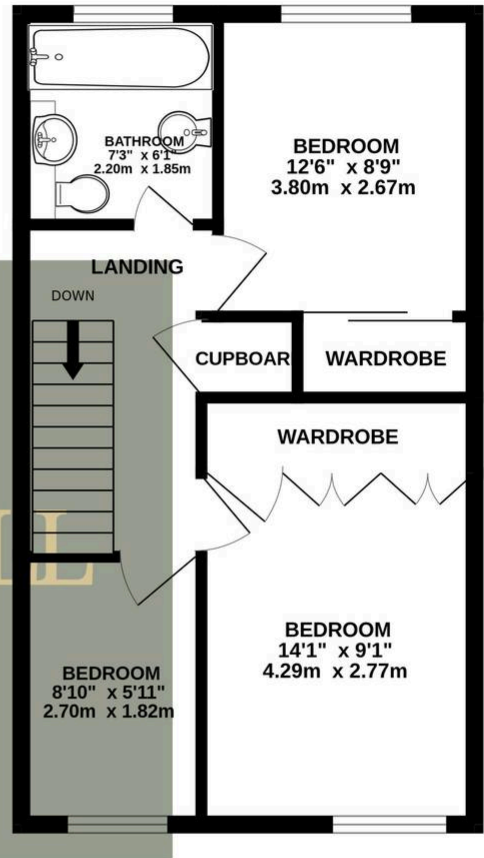 BATHROOM
7'3" x 6'1"
2.20m x 1.85m
BEDROOM
12'6" x 8'9"
3.80m x 2.67m
LANDING
DOWN
CUPBOAR
WARDROBE
WARDROBE
BEDROOM
14'1" x 9'1"
4.29m x 2.77m
BEDROOM
8'10" x 5'11"
2.70m x 1.82m